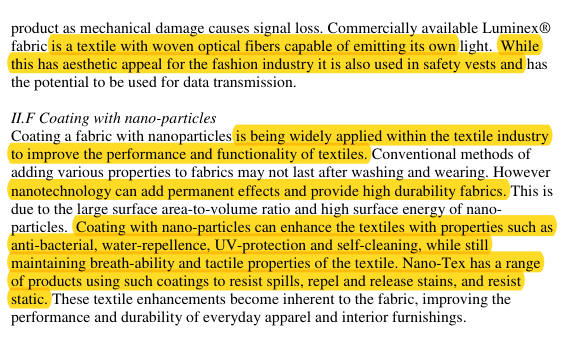 product as mechanical damage causes signal loss. Commercially available Luminex®
fabric is a textile with woven optical fibers capable of emitting its own light. While
this has aesthetic appeal for the fashion industry it is also used in safety vests and has
the potential to be used for data transmission.
II.F Coating with nano-particles
Coating a fabric with nanoparticles is being widely applied within the textile industry
to improve the performance and functionality of textiles. Conventional methods of
adding various properties to fabrics may not last after washing and wearing. However
nanotechnology can add permanent effects and provide high durability fabrics. This is
due to the large surface area-to-volume ratio and high surface energy of nano-
particles. Coating with nano-particles can enhance the textiles with properties such as
anti-bacterial, water-repellence, UV-protection and self-cleaning, while still
maintaining breath-ability and tactile properties of the textile. Nano-Tex has a range
of products using such coatings to resist spills, repel and release stains, and resist
static. These textile enhancements become inherent to the fabric, improving the
performance and durability of everyday apparel and interior furnishings.